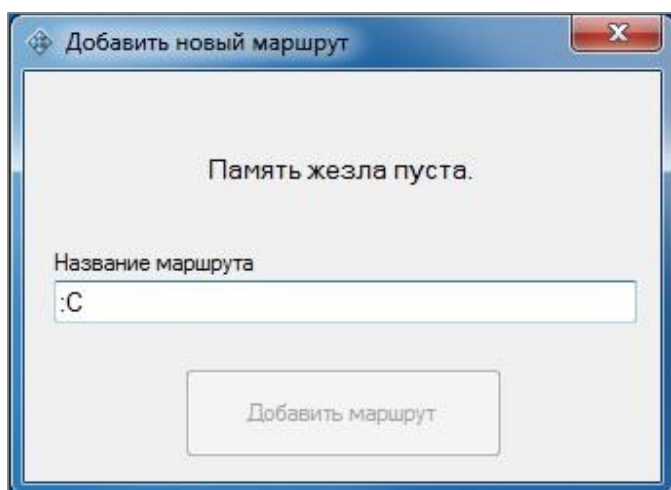 Добавить новый маршрут
Память жезла пуста.
Название маршрута
:C
Добавить маршрут